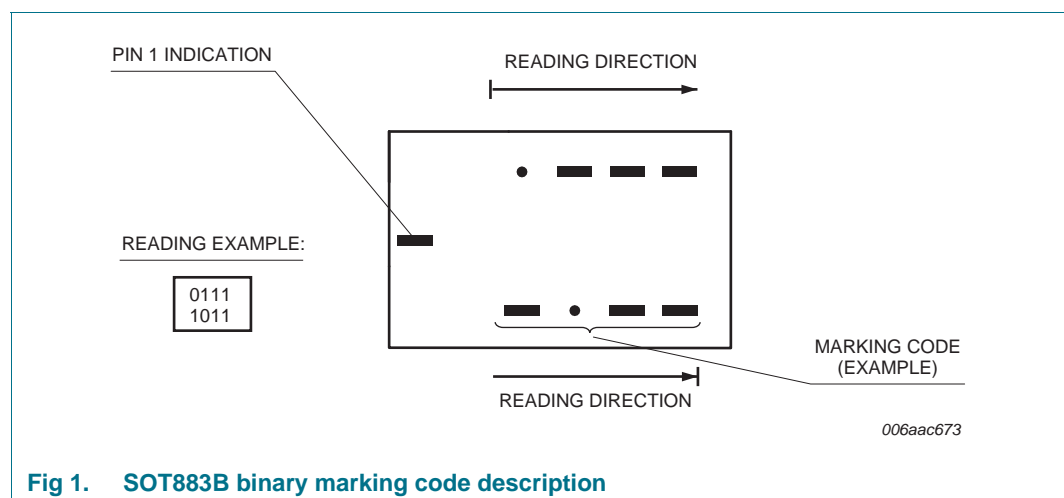 PIN 1 INDICATION
READING DIRECTION
READING EXAMPLE:
0111
1011
MARKING CODE
(EXAMPLE)
READING DIRECTION
006aac673
Fig 1. SOT883B binary marking code description